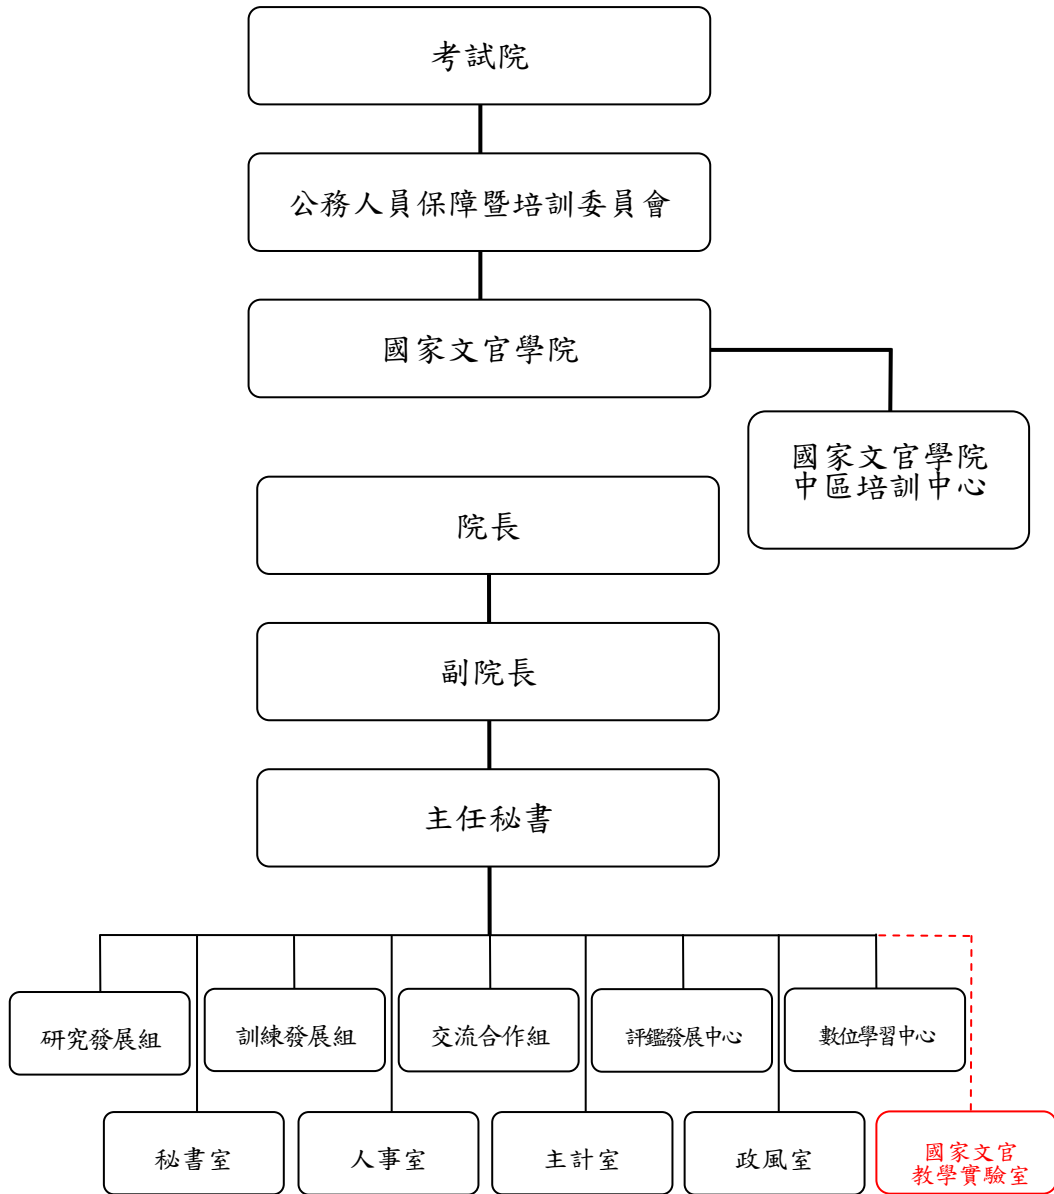 考試院
公務人員保障暨培訓委員會
國家文官學院
國家文官學院
中區培訓中心
院長
副院長
主任秘書
研究發展組
訓練發展組
交流合作組
評鑑發展中心
數位學習中心
秘書室
人事室
主計室
政風室
國家文官
教學實驗室